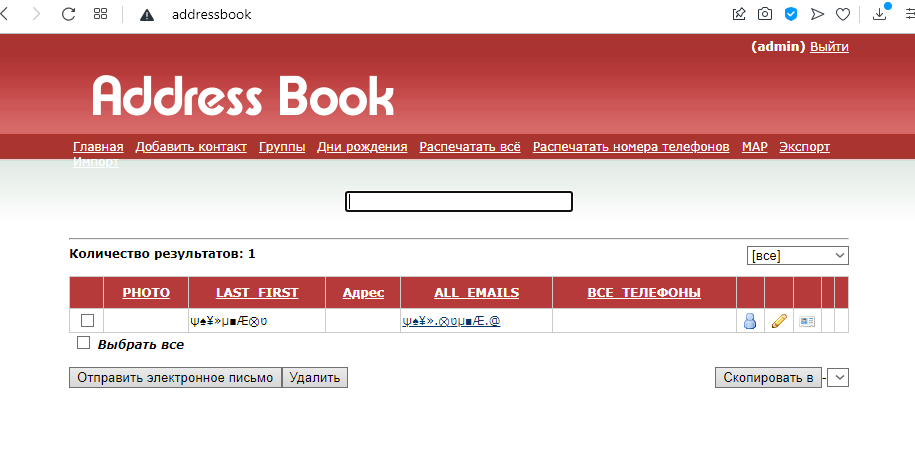 addressbook
(admin) Выйти
Address Book
Главная Добавить контакт Группы Дни рождения Распечатать всё Распечатать номера телефонов MAP Экспорт
Импорт
Количество результатов: 1
[все]
PHOTO LAST_FIRST Адрес ALL_EMAILS ВСЕ_ТЕЛЕФОНЫ
ψ♠¥»µ■Æ⊗ʋ ψ♠¥».⊗ʋµ■Æ.@
Выбрать все
Отправить электронное письмо Удалить Скопировать в -